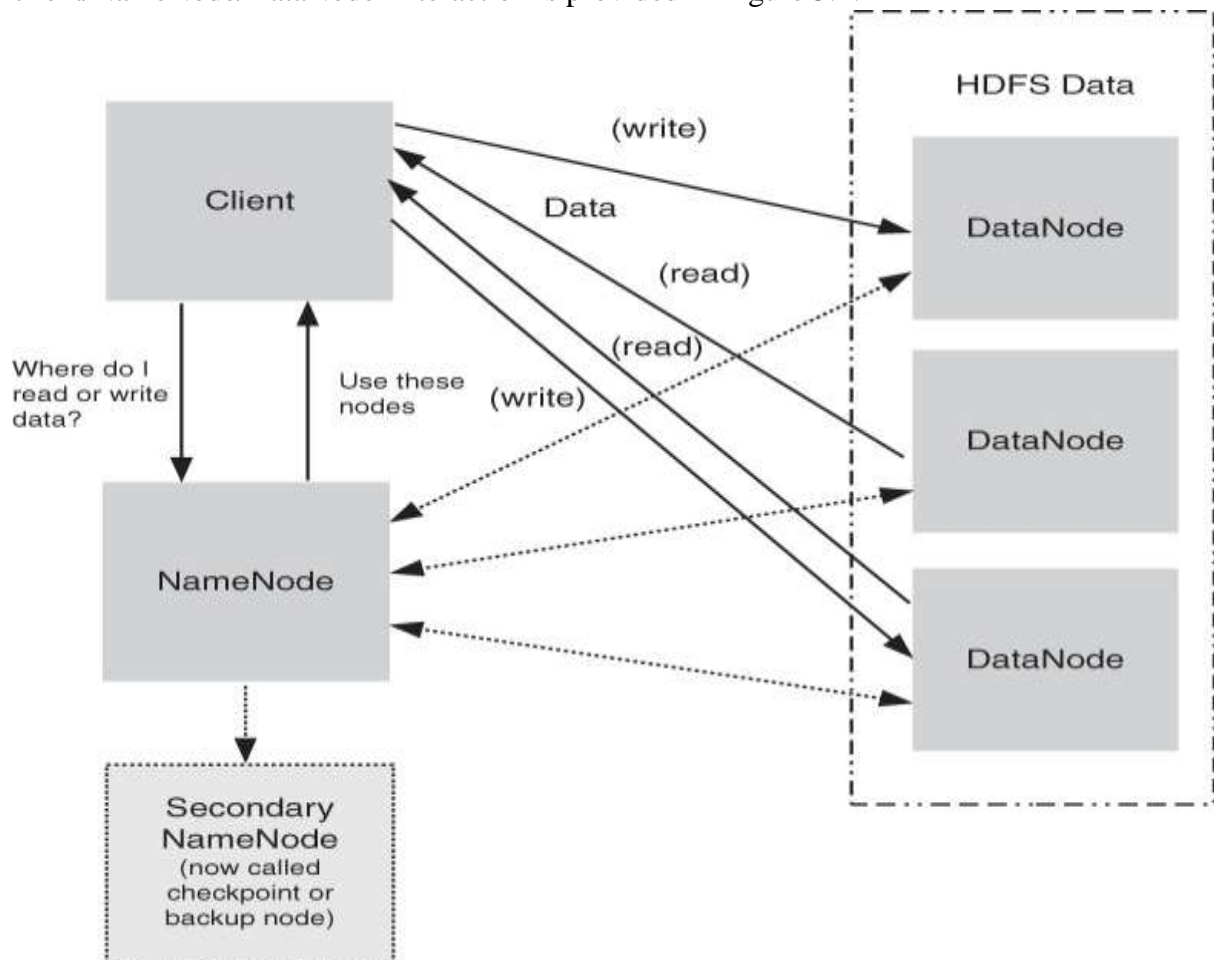 HDFS Data
(write)
Client
Data
DataNode
(read)
(read)
Where do I
read or write
data?
Use these
nodes
(write)
DataNode
NameNode
DataNode
Secondary
NameNode
(now called
checkpoint or
backup node)